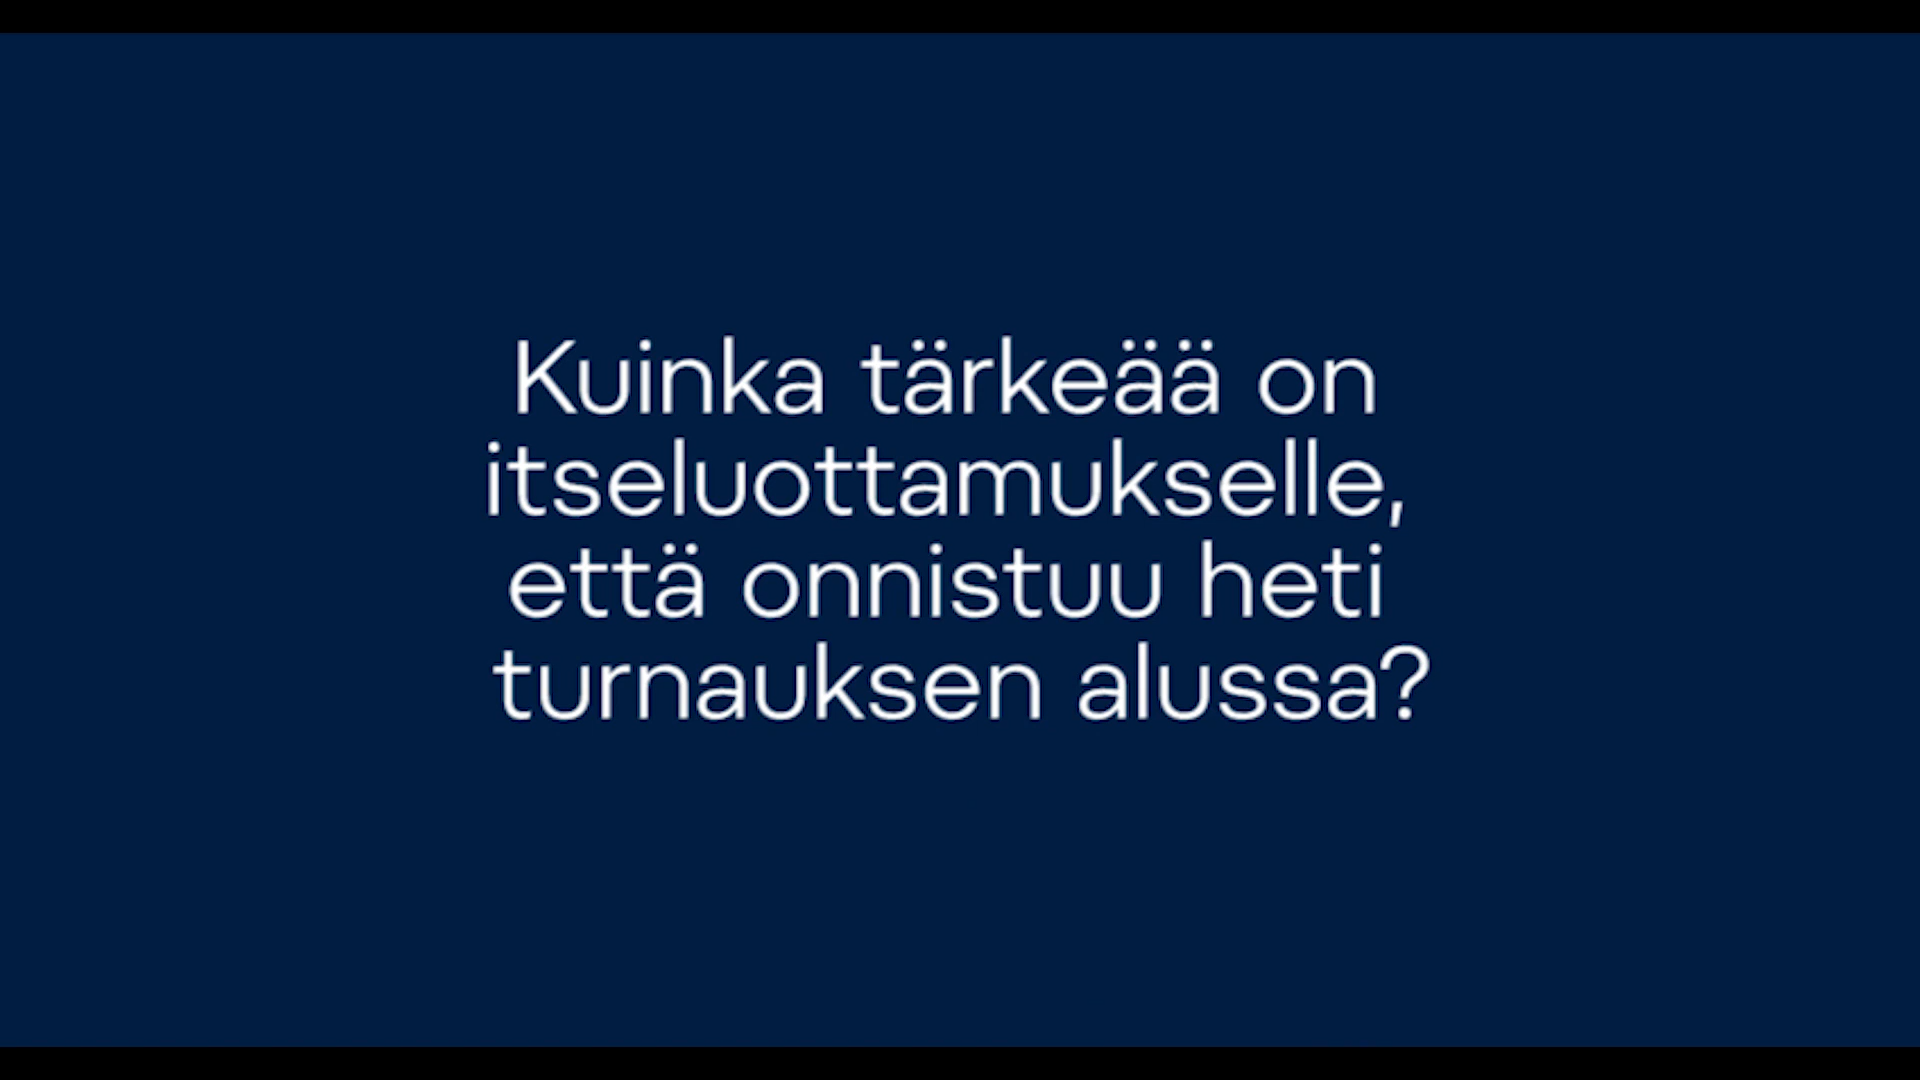 Kuinka tärkeää on
itseluottamukselle,
että onnistuu heti
turnauksen alussa?